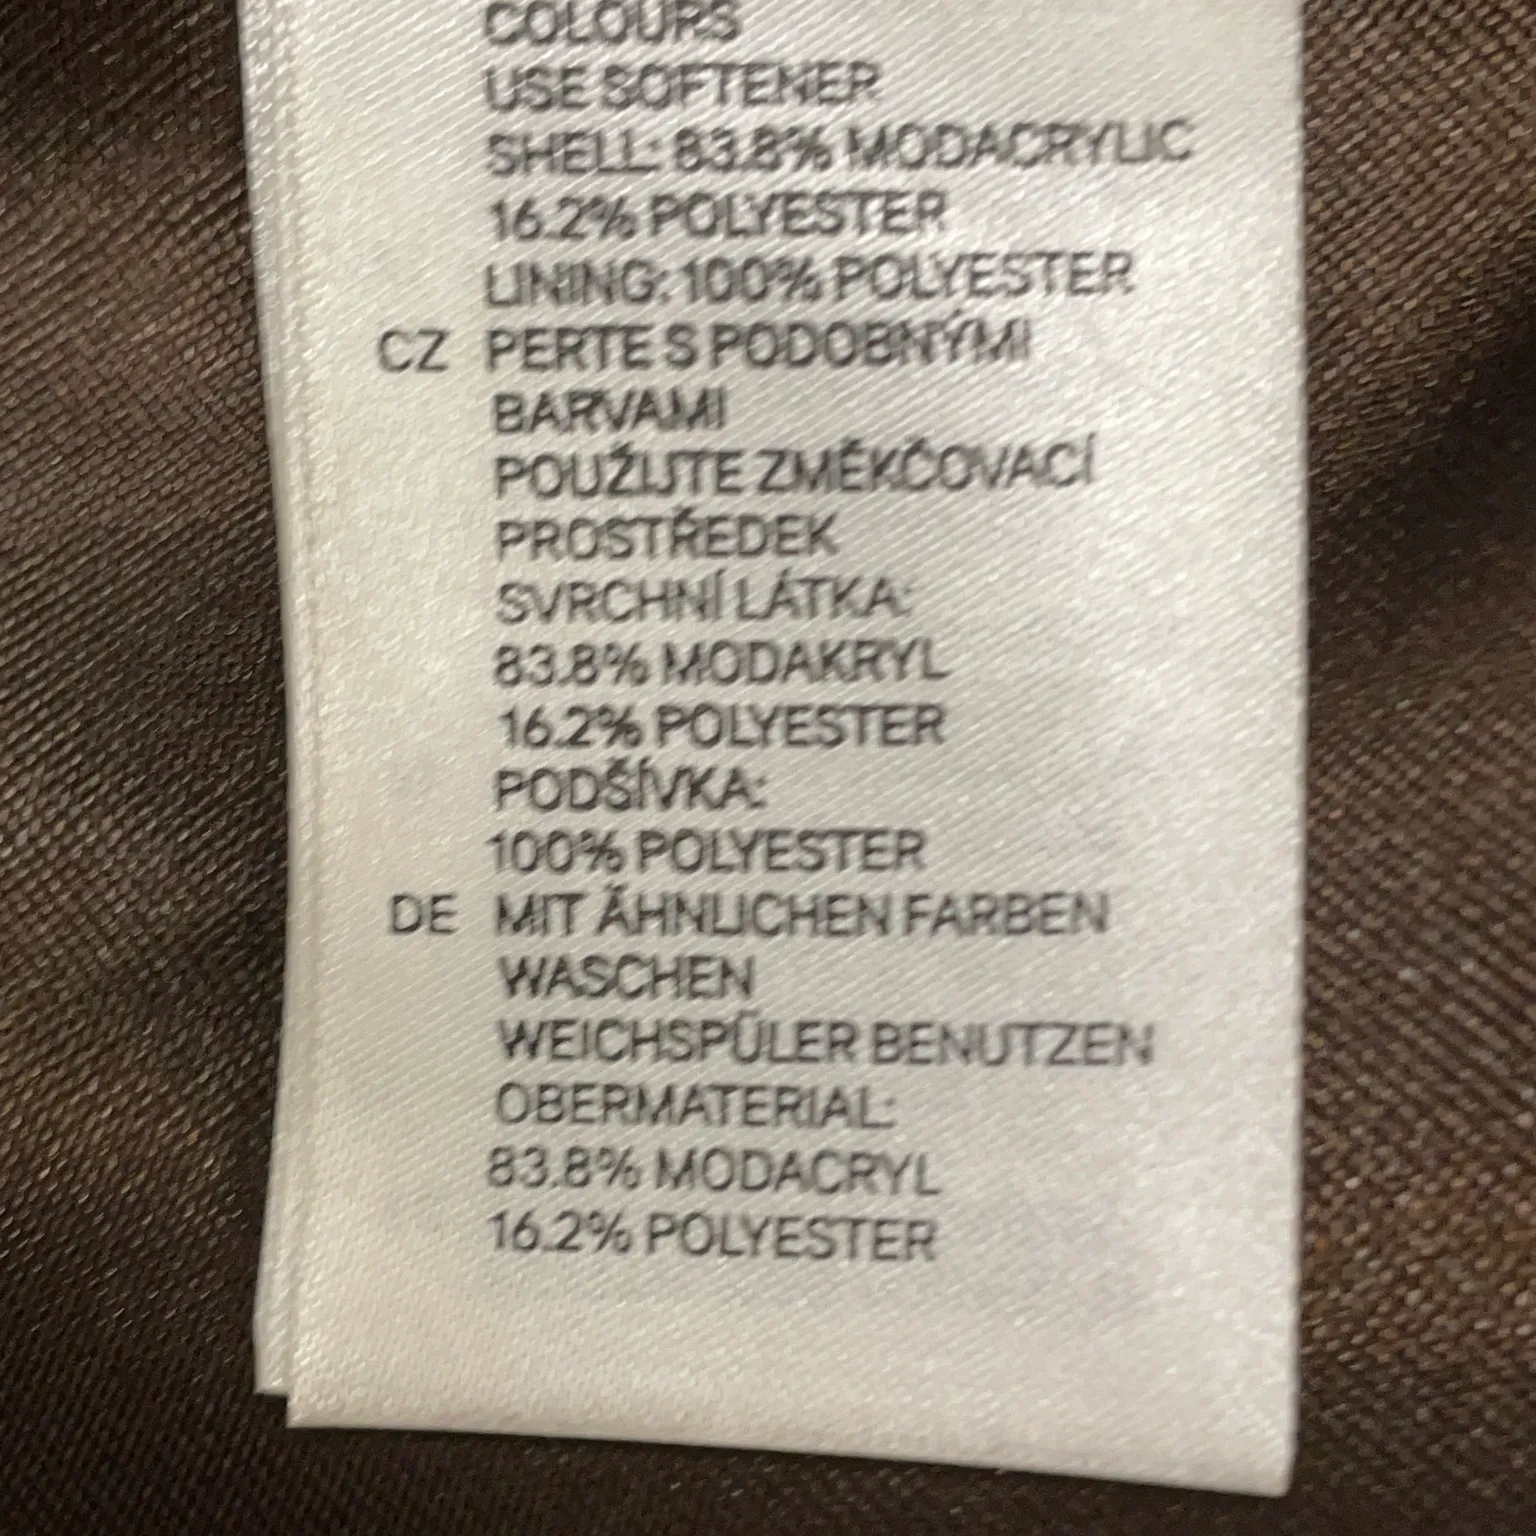 COLOURS
USE SOFTENER
SHELL: 83.8% MODACRYLIC
16.2% POLYESTER
LINING: 100% POLYESTER
CZ PERTE S PODOBNÝMI
BARVAMI
POUŽIJTE ZMĚKČOVACÍ
PROSTŘEDEK
SVRCHNÍ LÁTKA:
83.8% MODAKRYL
16.2% POLYESTER
PODŠÍVKA:
100% POLYESTER
DE MIT ÄHNLICHEN FARBEN
WASCHEN
WEICHSPÜLER BENUTZEN
OBERMATERIAL:
83.8% MODACRYL
16.2% POLYESTER